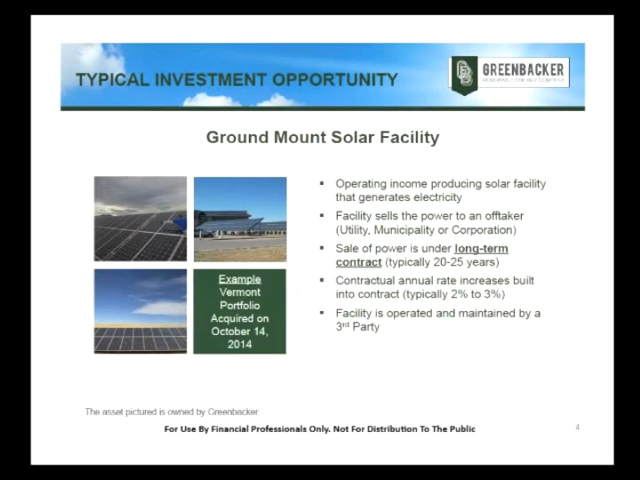 TYPICAL INVESTMENT OPPORTUNITY
GREENBACKER
Ground Mount Solar Facility
▪ Operating income producing solar facility
that generates electricity
▪ Facility sells the power to an offtaker
(Utility, Municipality or Corporation)
▪ Sale of power is under long-term
contract (typically 20-25 years)
▪ Contractual annual rate increases built
into contract (typically 2% to 3%)
▪ Facility is operated and maintained by a
3rd Party
Example
Vermont
Portfolio
Acquired on
October 14,
2014
The asset pictured is owned by Greenbacker
For Use By Financial Professionals Only. Not For Distribution To The Public
4